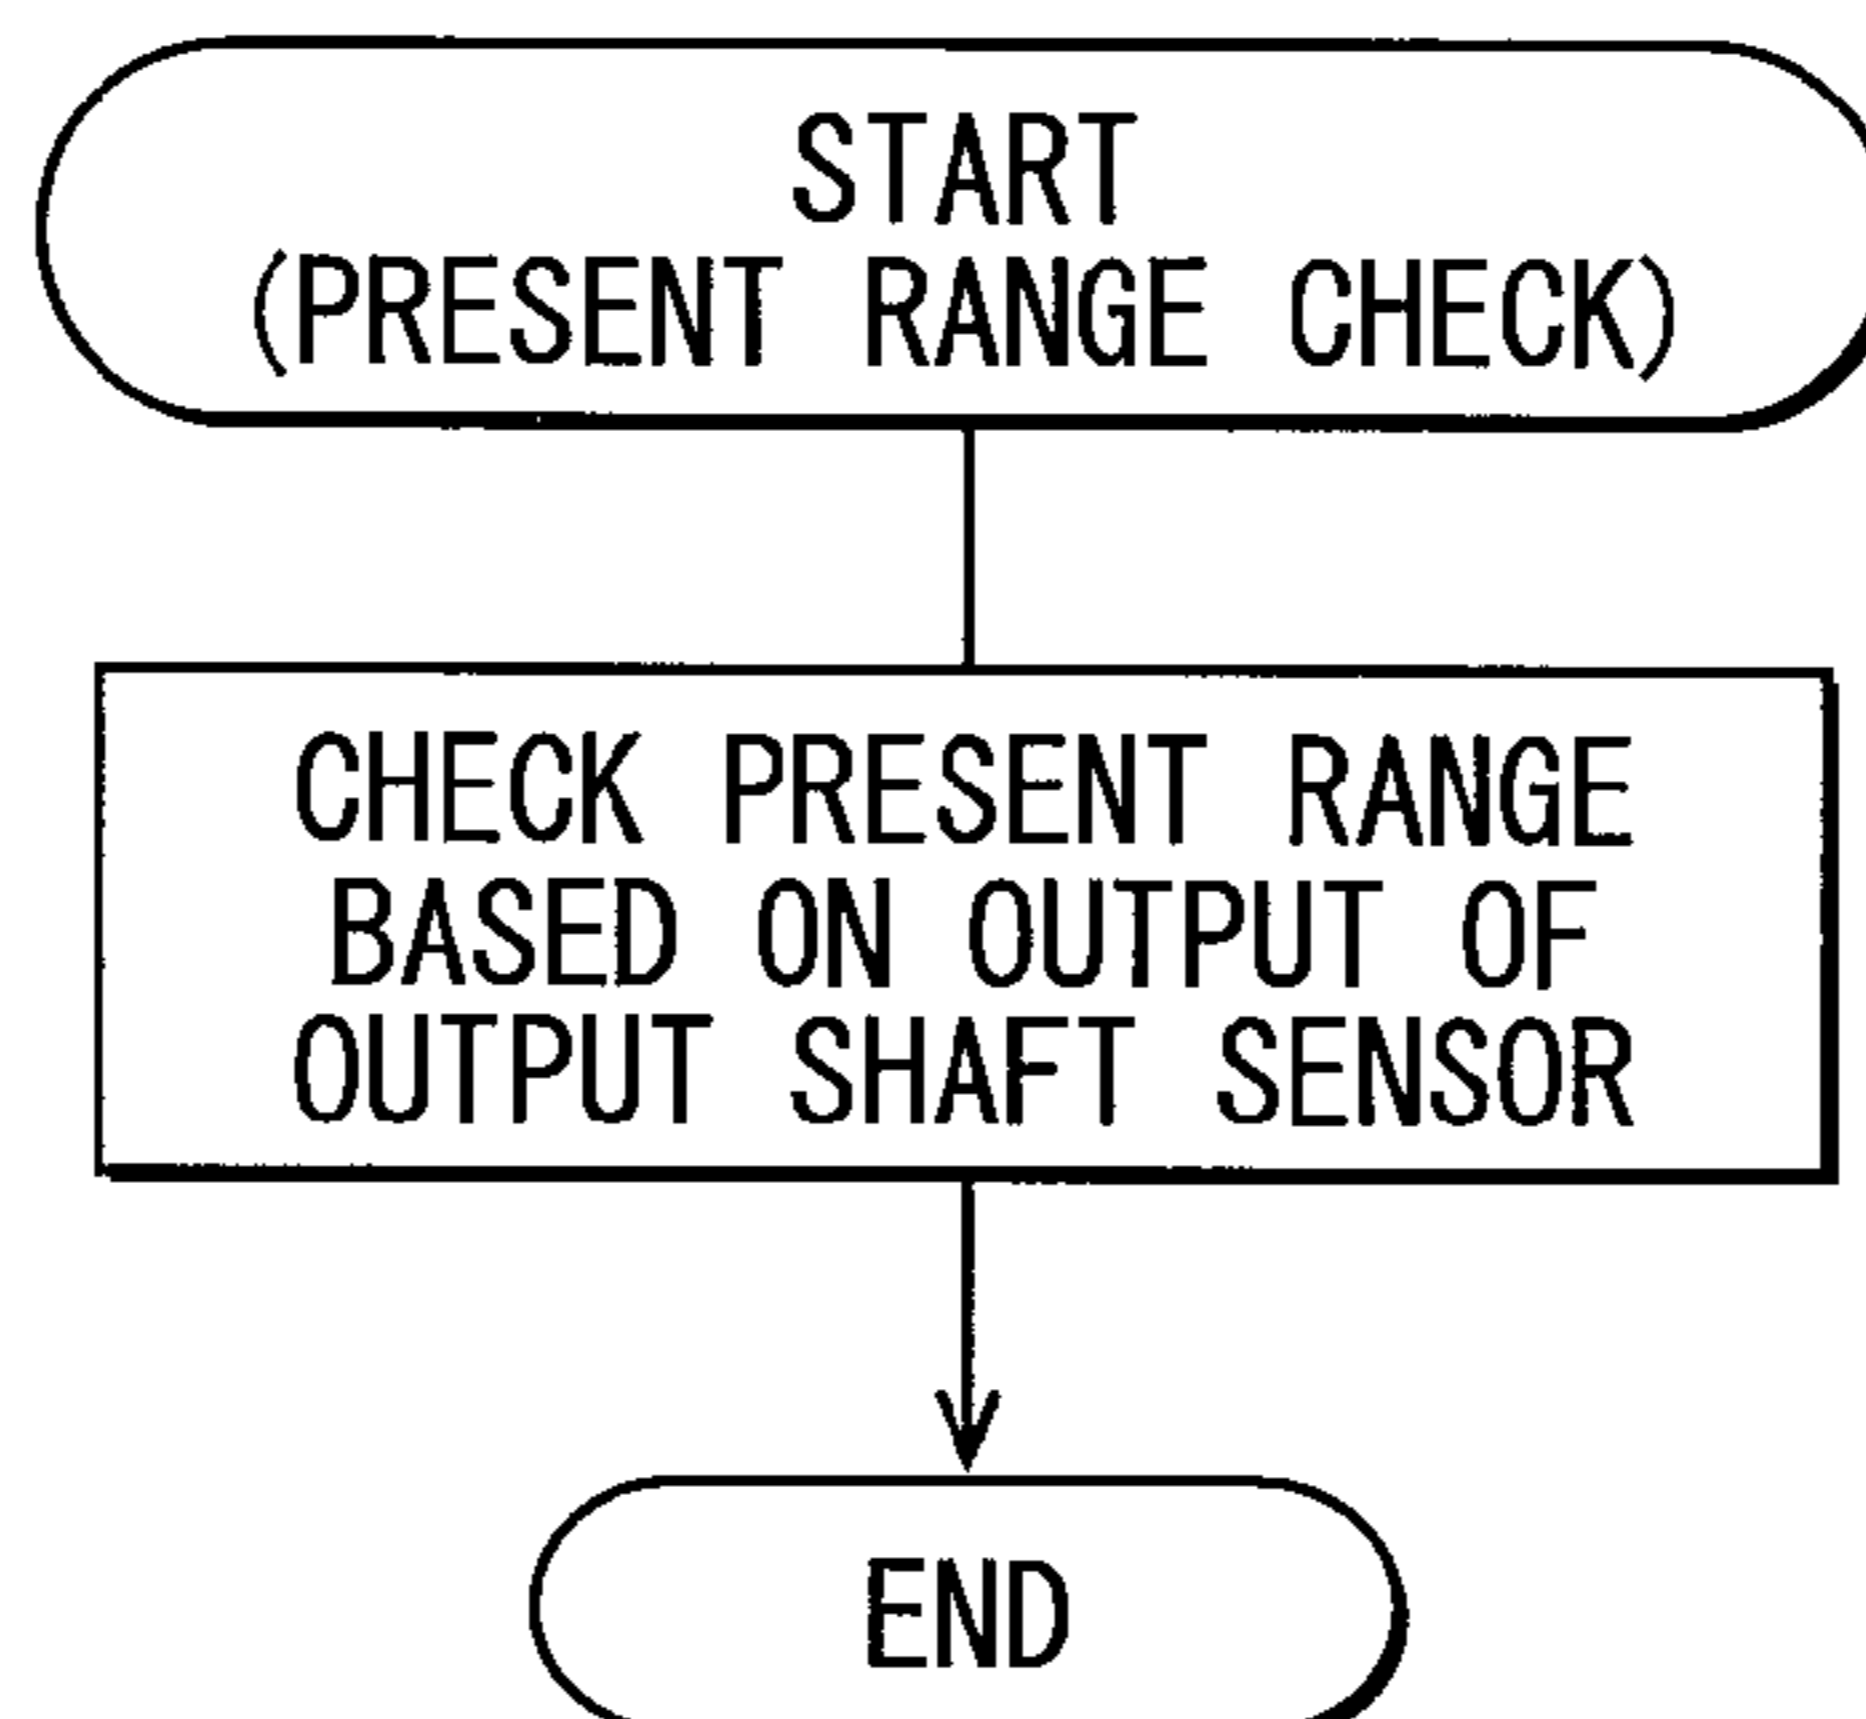 START
(PRESENT RANGE CHECK)
CHECK PRESENT RANGE
BASED ON OUTPUT OF
OUTPUT SHAFT SENSOR
END